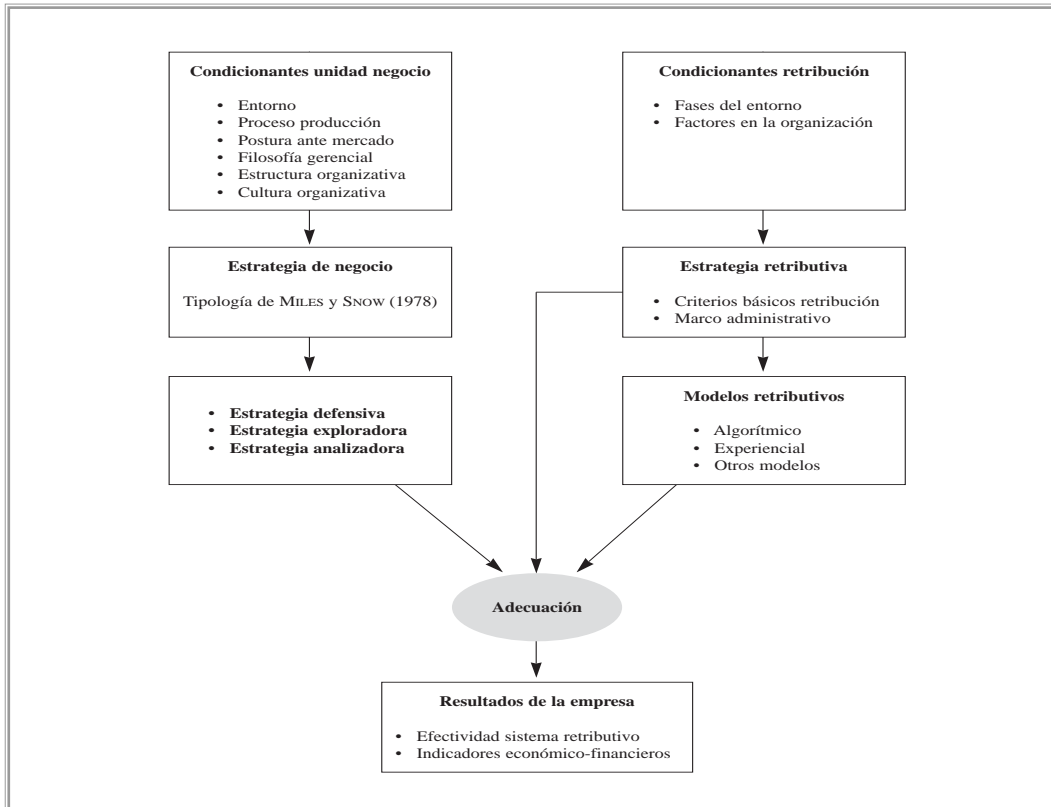 Condicionantes unidad negocio
• Entorno
• Proceso producción
• Postura ante mercado
• Filosofía gerencial
• Estructura organizativa
• Cultura organizativa
Condicionantes retribución
• Fases del entorno
• Factores en la organización
Estrategia de negocio
Tipología de MILES y SNOW (1978)
Estrategia retributiva
• Criterios básicos retribución
• Marco administrativo
• Estrategia defensiva
• Estrategia exploradora
• Estrategia analizadora
Modelos retributivos
• Algorítmico
• Experiencial
• Otros modelos
Adecuación
Resultados de la empresa
• Efectividad sistema retributivo
• Indicadores económico-financieros